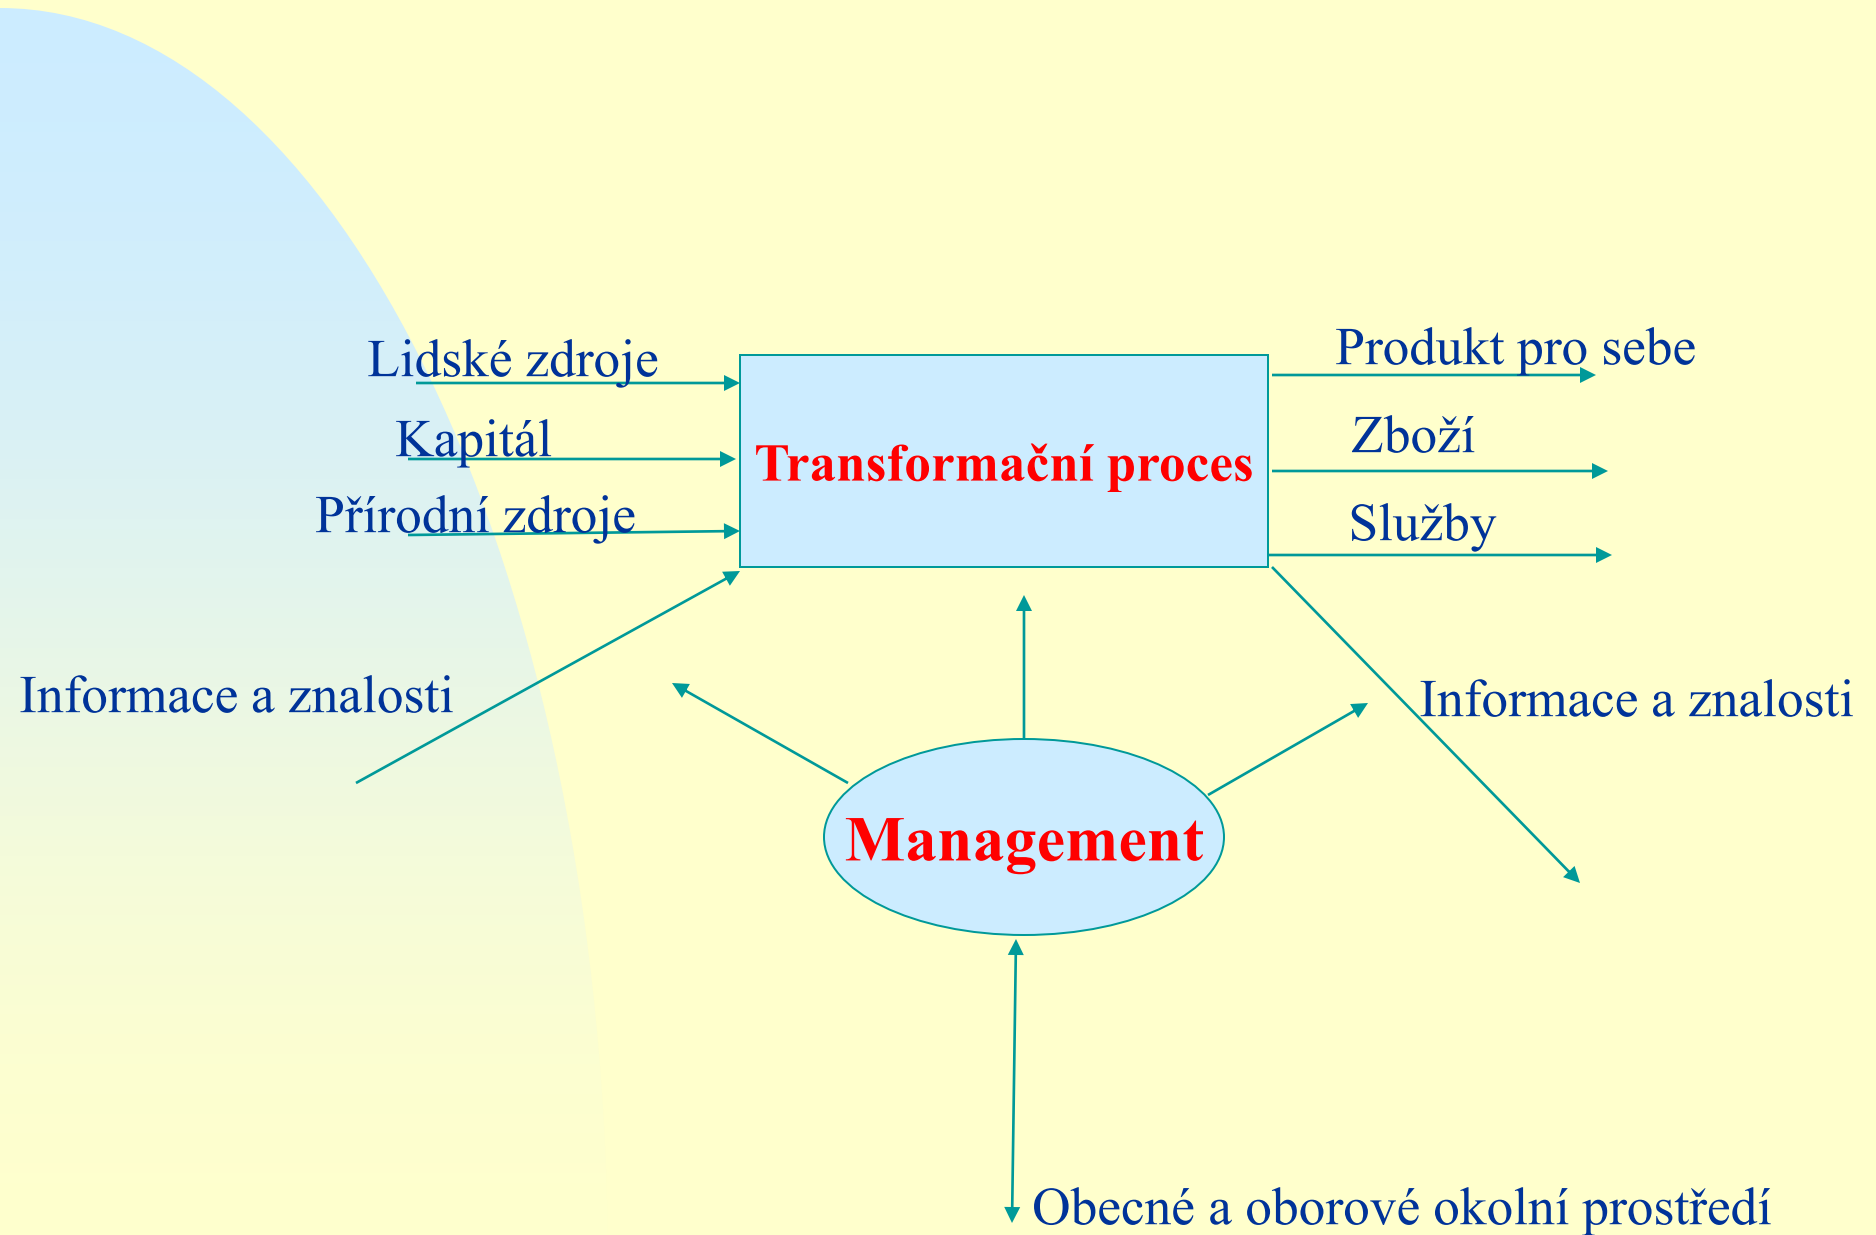 Lidské zdroje
Kapitál
Přírodní zdroje
Informace a znalosti
Transformační proces
Produkt pro sebe
Zboží
Služby
Informace a znalosti
Management
Obecné a oborové okolní prostředí